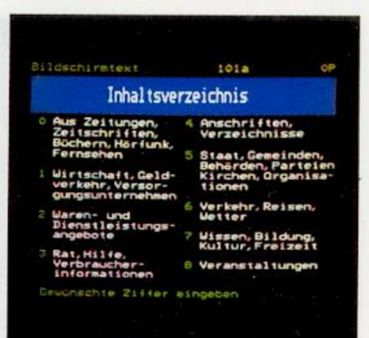 Bildschirmtext 101a 0P
Inhaltsverzeichnis
0 Aus Zeitungen,
Zeitschriften,
Büchern, Hörfunk,
Fernsehen
1 Wirtschaft, Geld-
verkehr, Versor-
gungsunternehmen
2 Waren- und
Dienstleistungs-
angebote
3 Rat, Hilfe,
Verbraucher-
informationen
4 Anschriften,
Verzeichnisse
5 Staat, Gemeinden,
Behörden, Parteien
Kirchen, Organisa-
tionen
6 Verkehr, Reisen,
Wetter
7 Wissen, Bildung,
Kultur, Freizeit
8 Veranstaltungen
Gewünschte Ziffer eingeben